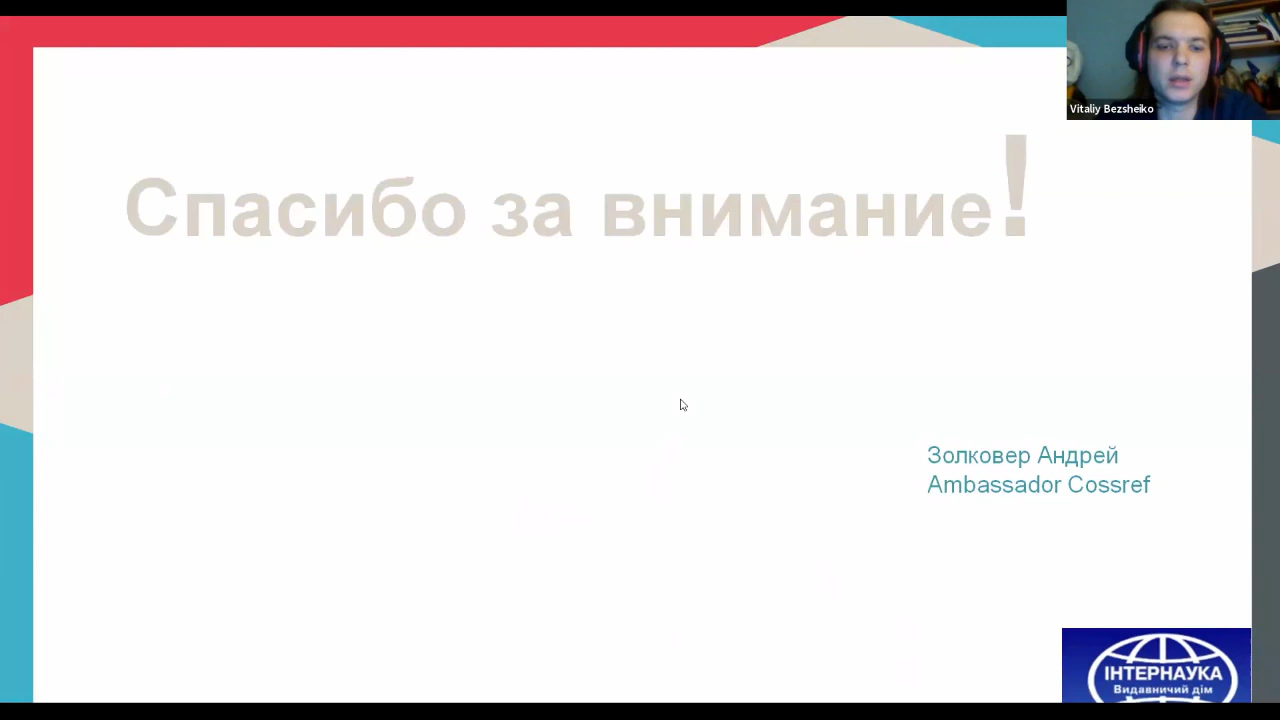 Vitaliy Bezsheiko
Спасибо за внимание!
Золковер Андрей
Ambassador Cossref
ІНТЕРНАУКА
Видавничий дім